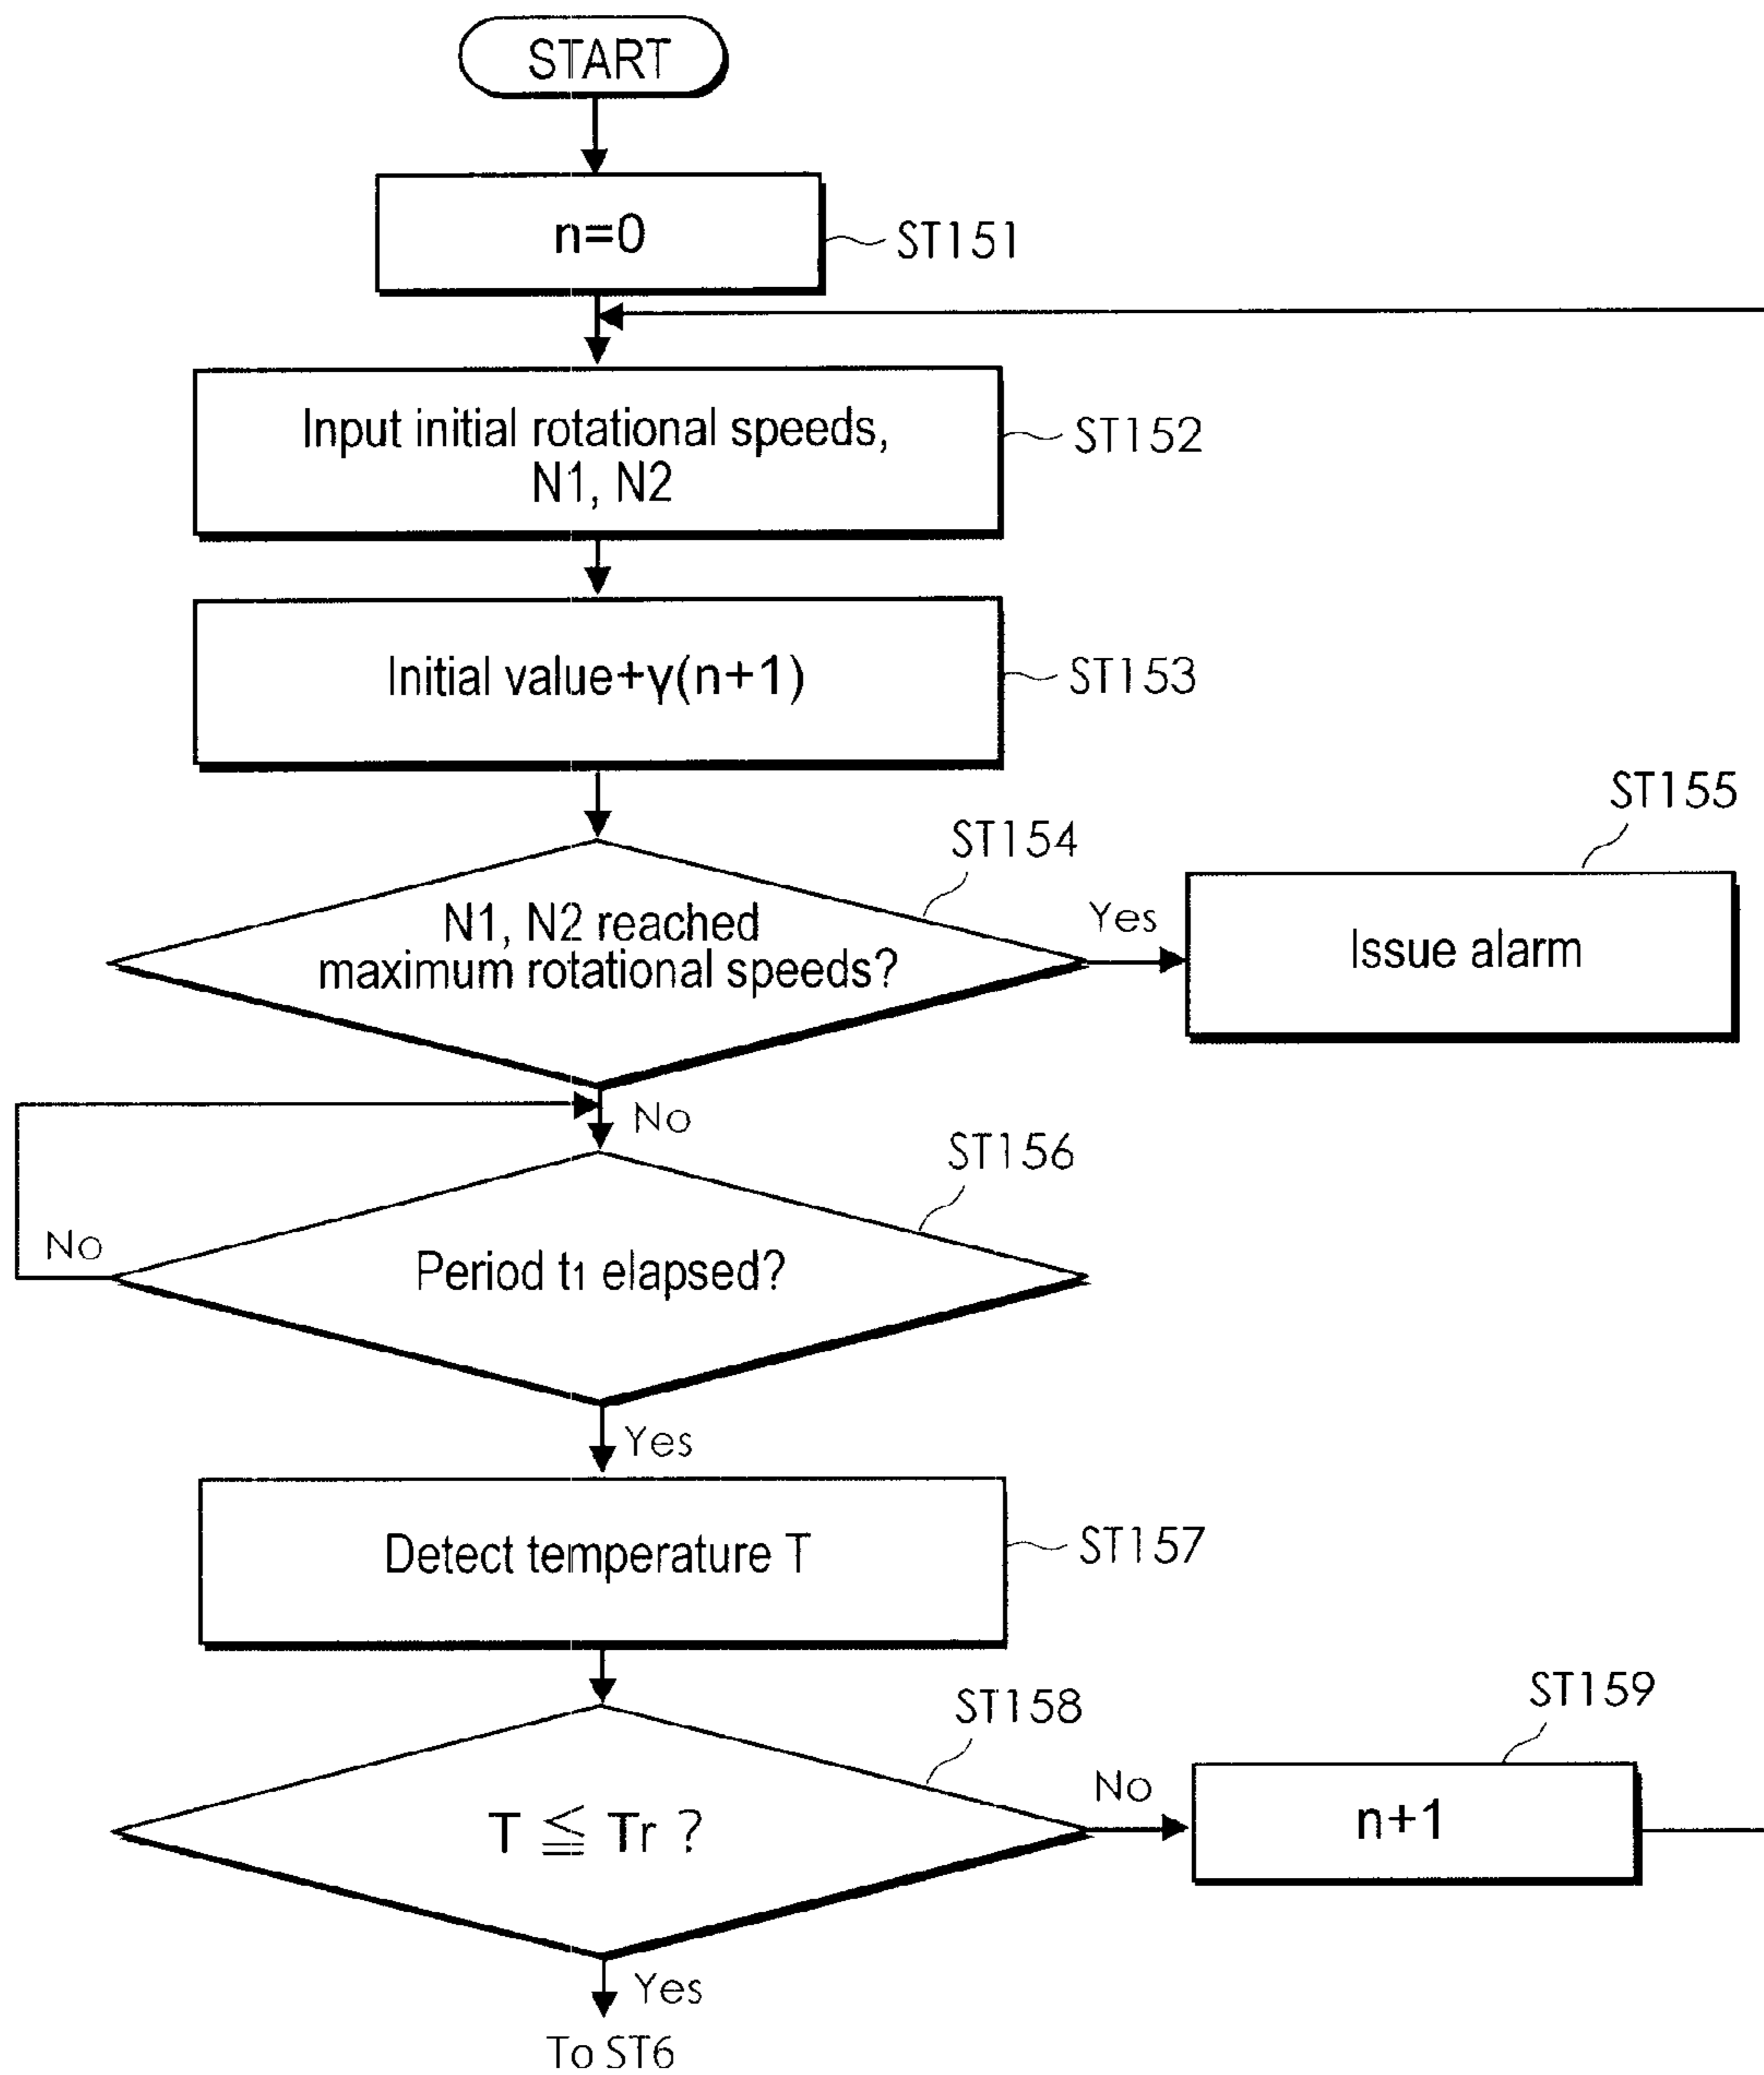 START
n=0
ST151
Input initial rotational speeds,
N1, N2
ST152
Initial value+γ(n+1)
ST153
ST154
ST155
N1, N2 reached
maximum rotational speeds?
Yes
Issue alarm
No
ST156
No
Period t1 elapsed?
Yes
Detect temperature T
ST157
ST158
ST159
T ≦ Tr ?
No
n+1
Yes
To ST6